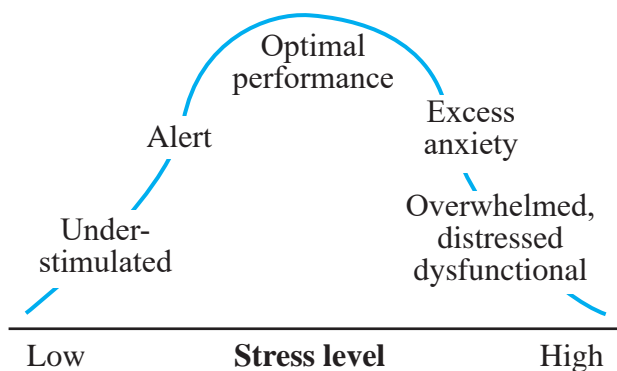 Optimal
performance
Alert
Excess
anxiety
Under-
stimulated
Overwhelmed,
distressed
dysfunctional
Low Stress level High